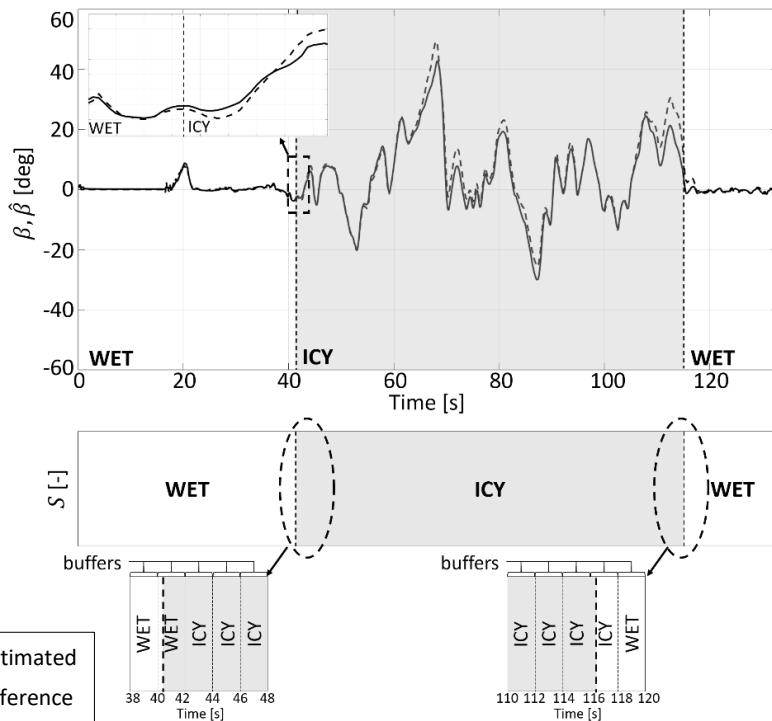 60
40
20
0
-20
-40
-60
β, β̂ [deg]
WET
ICY
WET
ICY
WET
0
20
40
60
80
100
120
Time [s]
S [-]
WET
ICY
WET
buffers
WET
WET
ICY
ICY
ICY
38 40 42 44 46 48
Time [s]
buffers
ICY
ICY
ICY
ICY
WET
110 112 114 116 118 120
Time [s]
timated
ference